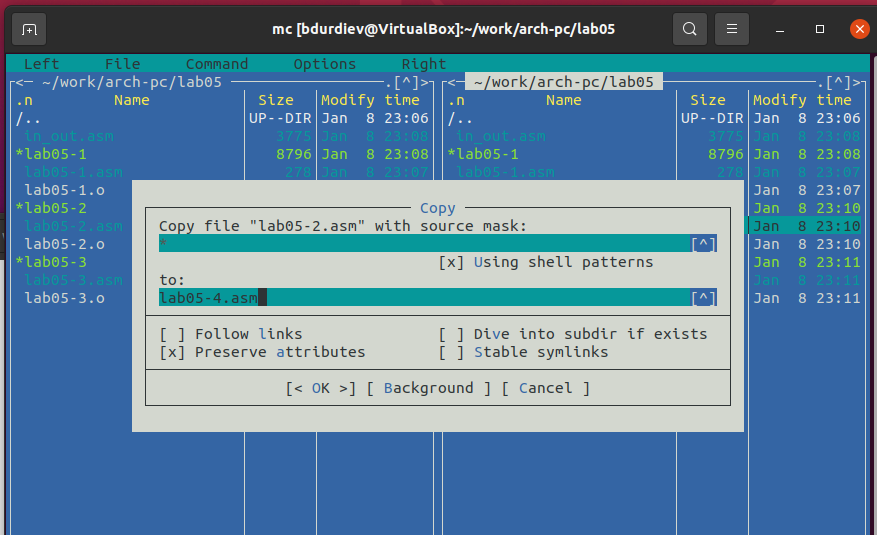 mc [bdurdiev@VirtualBox]:~/work/arch-pc/lab05
Left File Command Options Right
<─ ~/work/arch-pc/lab05 .[^]> <─ ~/work/arch-pc/lab05 .[^]>
.n Name Size Modify time .n Name Size Modify time
/.. UP--DIR Jan 8 23:06 /.. UP--DIR Jan 8 23:06
in_out.asm 3775 Jan 8 23:08 in_out.asm 3775 Jan 8 23:08
*lab05-1 8796 Jan 8 23:08 *lab05-1 8796 Jan 8 23:08
lab05-1.asm 278 Jan 8 23:07 lab05-1.asm 278 Jan 8 23:07
lab05-1.o Jan 8 23:07
*lab05-2 Jan 8 23:10
lab05-2.asm Jan 8 23:10
lab05-2.o Jan 8 23:10
*lab05-3 Jan 8 23:11
lab05-3.asm Jan 8 23:11
lab05-3.o Jan 8 23:11
Copy
Copy file "lab05-2.asm" with source mask:
* [^]
[x] Using shell patterns
to:
lab05-4.asm [^]
[ ] Follow links [ ] Dive into subdir if exists
[x] Preserve attributes [ ] Stable symlinks
[< OK >] [ Background ] [ Cancel ]